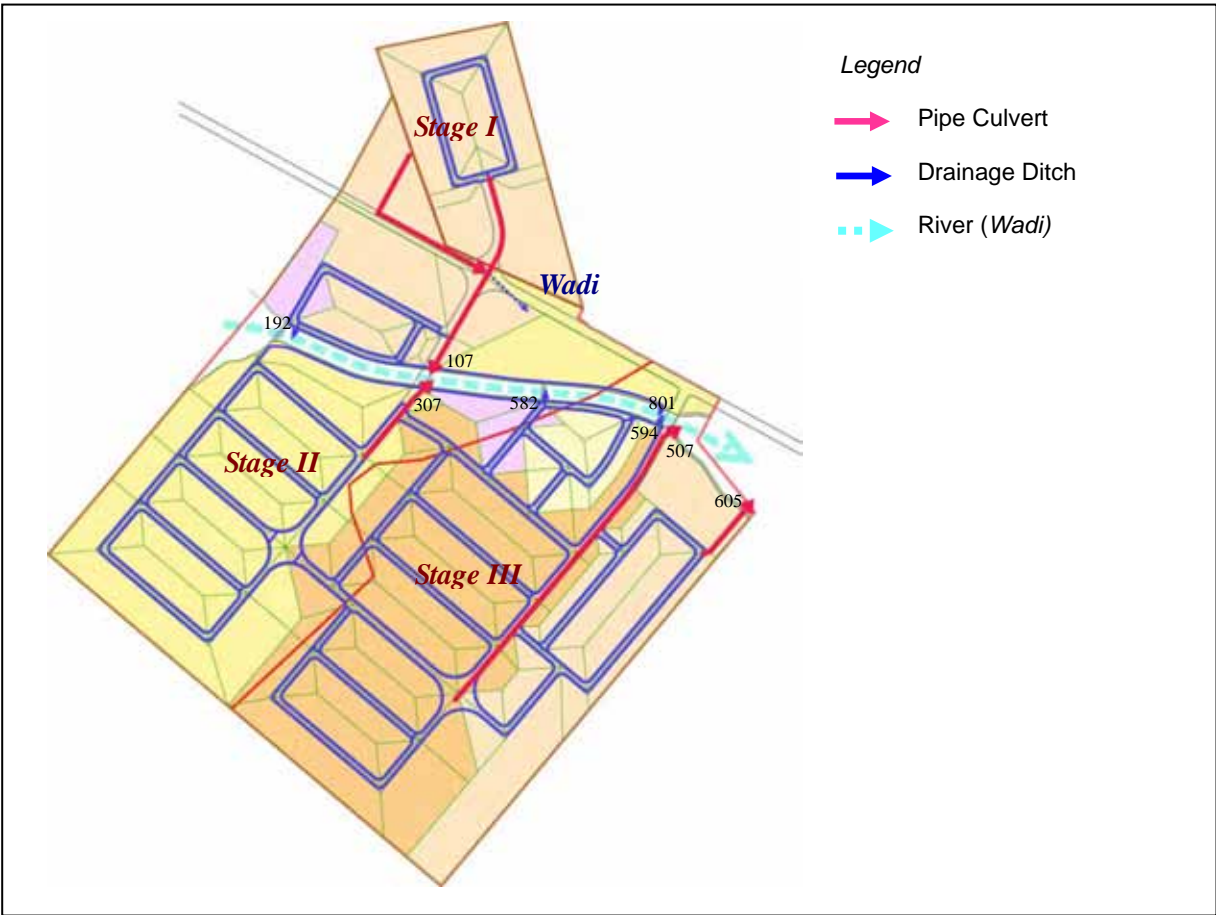 Legend
Pipe Culvert
Drainage Ditch
River (Wadi)
Stage I
Wadi
192
107
307
582
801
594
507
Stage II
605
Stage III